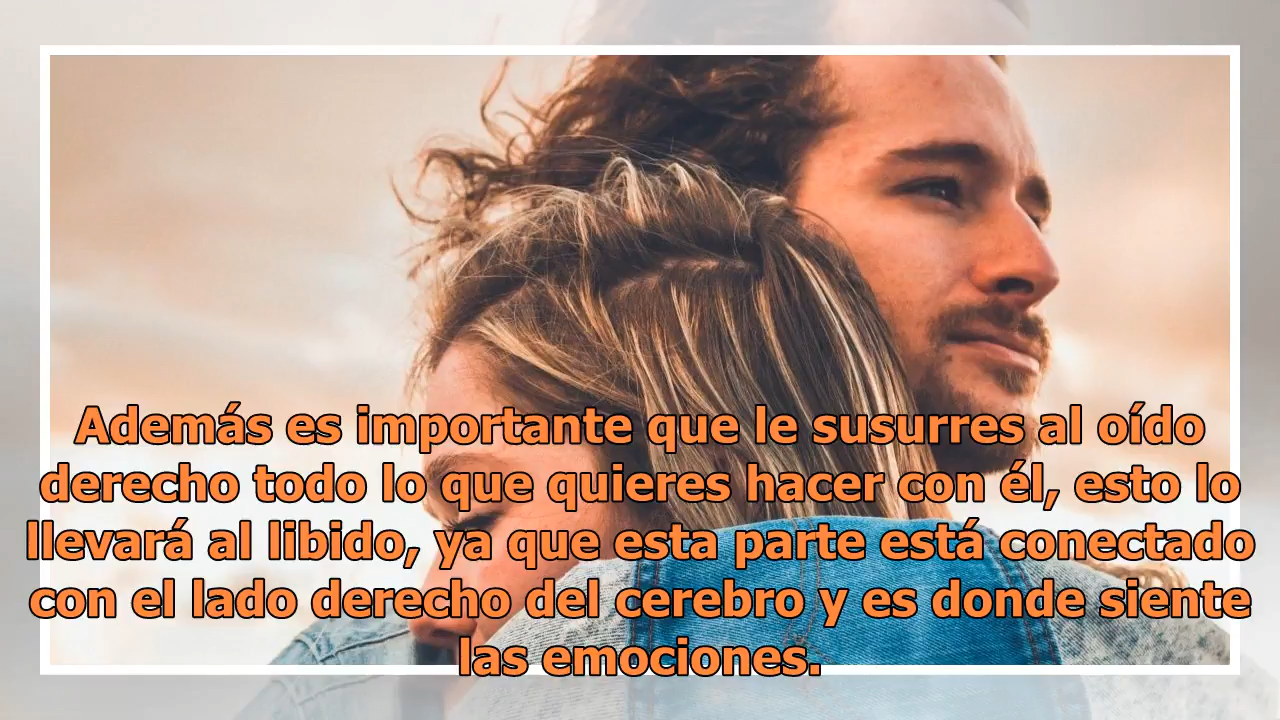 Además es importante que le susurres al oído
derecho todo lo que quieres hacer con él, esto lo
llevará al libido, ya que esta parte está conectado
con el lado derecho del cerebro y es donde siente
las emociones.